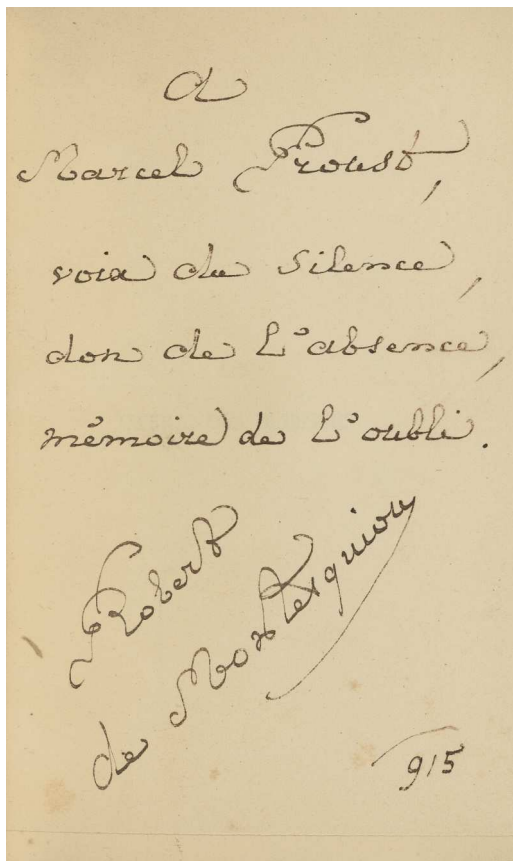 A
Marcel Proust,
voix du silence,
don de l'absence,
mémoire de l'oubli.
Robert
de Montesquiou
915